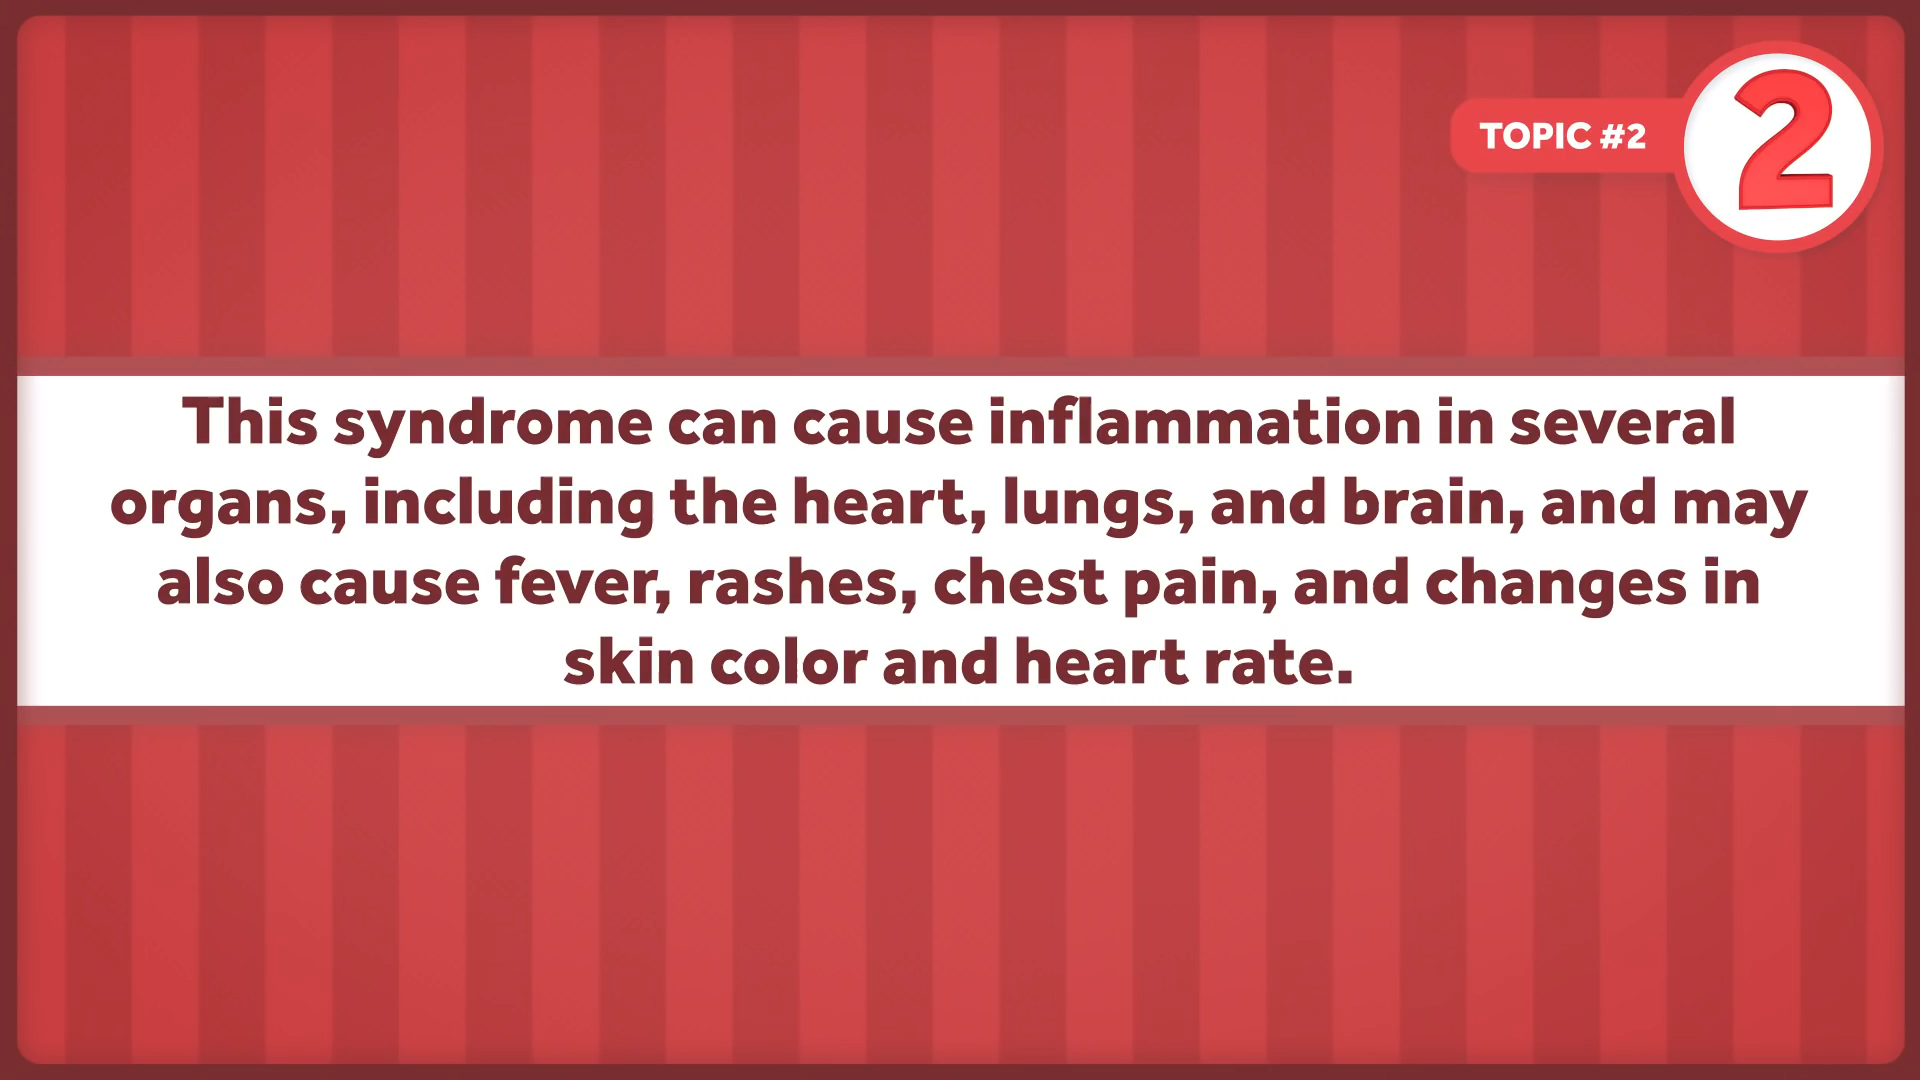 TOPIC #2
2
This syndrome can cause inflammation in several
organs, including the heart, lungs, and brain, and may
also cause fever, rashes, chest pain, and changes in
skin color and heart rate.